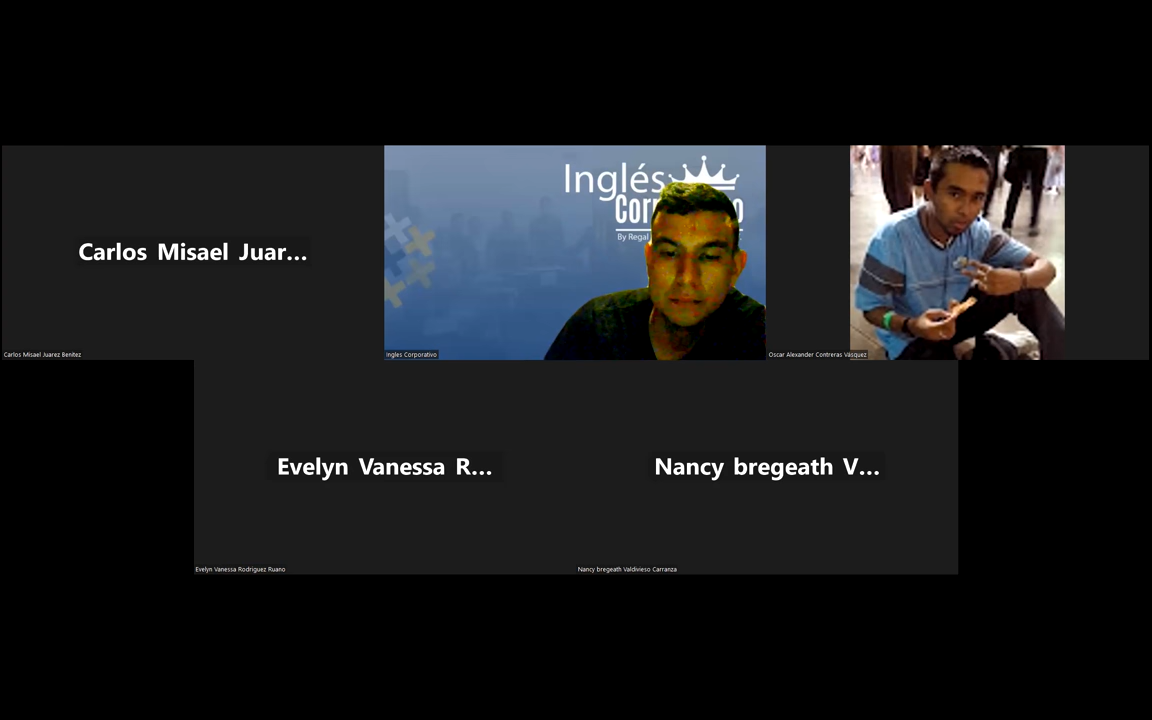 Carlos Misael Juar...
Carlos Misael Juarez Benitez
Inglés
Cor
By Regal
Ingles Corporativo
Oscar Alexander Contreras Vásquez
Evelyn Vanessa R...
Evelyn Vanessa Rodriguez Ruano
Nancy bregeath V...
Nancy bregeath Valdivieso Carranza